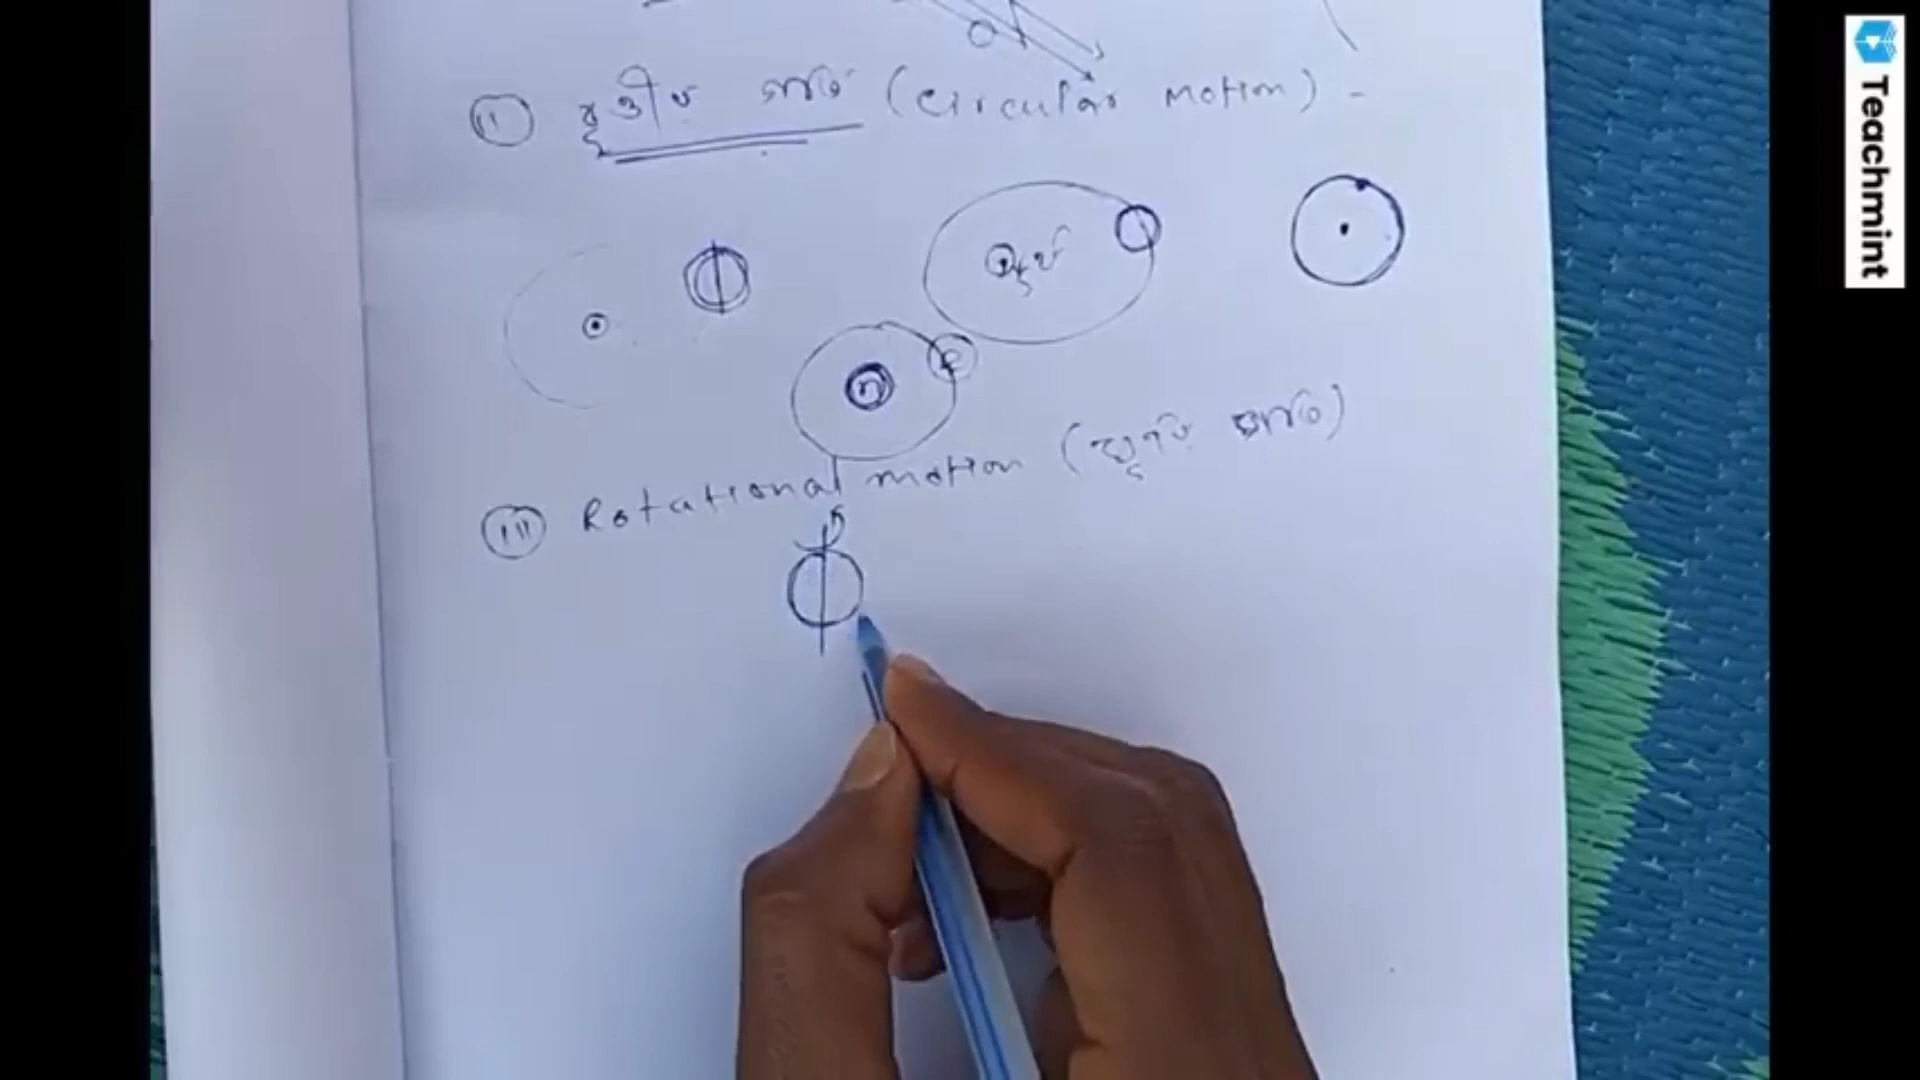 (ii) ବୃତ୍ତୀୟ ଗତି (circular motion) -
ସୂର୍ଯ୍ୟ
e
n
(iii) Rotational motion (ଘୂର୍ଣ୍ଣନ ଗତି)
Teachmint